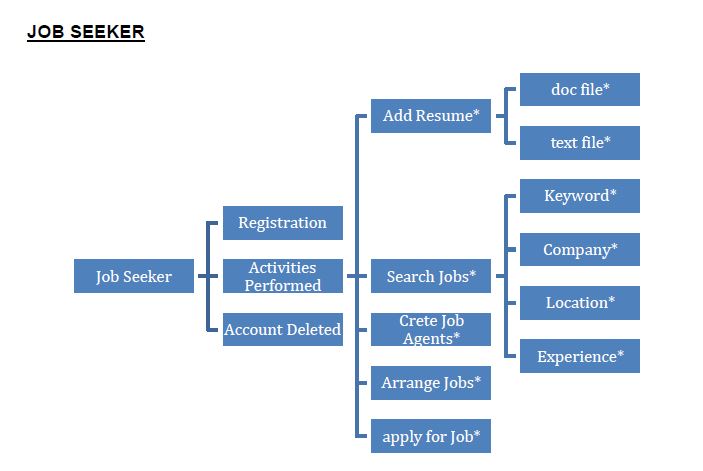 JOB SEEKER
Job Seeker
Registration
Activities
Performed
Account Deleted
Add Resume*
doc file*
text file*
Search Jobs*
Keyword*
Company*
Location*
Experience*
Crete Job
Agents*
Arrange Jobs*
apply for Job*